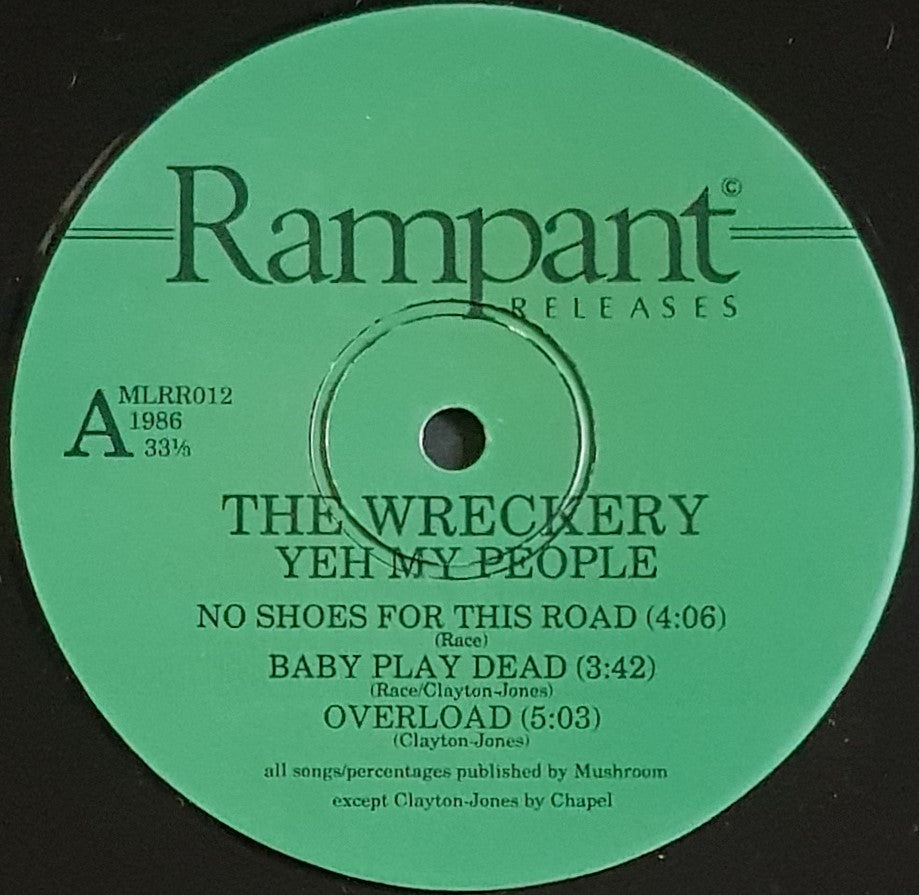 Rampant©
RELEASES
A MLRR012
1986
33⅓
THE WRECKERY
YEH MY PEOPLE
NO SHOES FOR THIS ROAD (4:06)
(Race)
BABY PLAY DEAD (3:42)
(Race/Clayton-Jones)
OVERLOAD (5:03)
(Clayton-Jones)
all songs/percentages published by Mushroom
except Clayton-Jones by Chapel